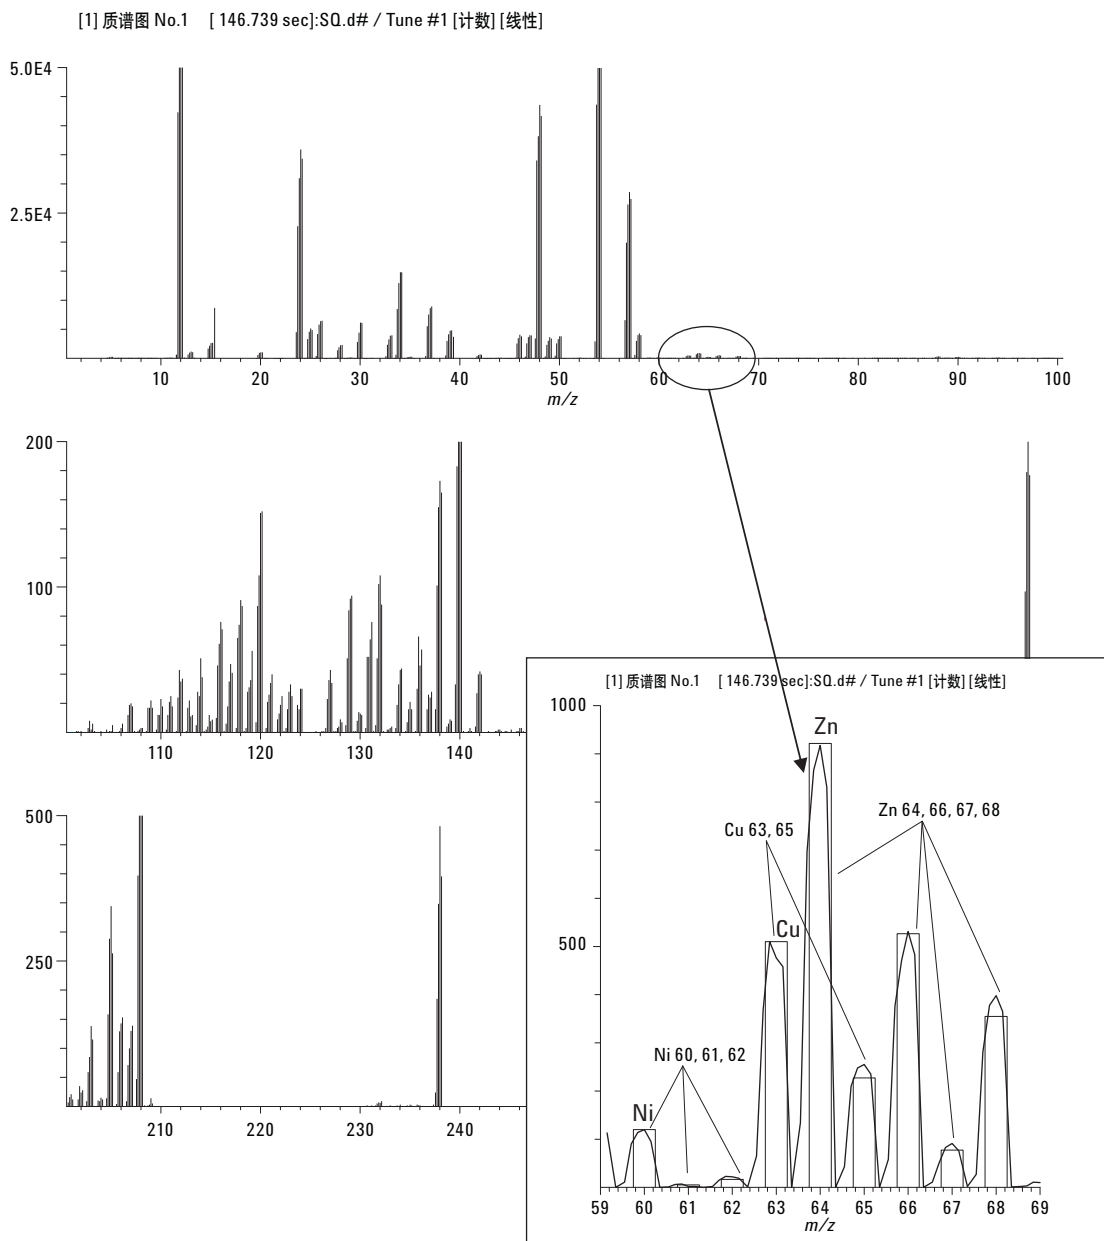 [1] 质谱图 No.1 [ 146.739 sec]:SQ.d# / Tune #1 [计数] [线性]
5.0E4
2.5E4
10 20 30 40 50 60 70 80 90 100
m/z
200
100
110 120 130 140
500
250
210 220 230 240
[1] 质谱图 No.1 [ 146.739 sec]:SQ.d# / Tune #1 [计数] [线性]
1000
Zn
Zn 64, 66, 67, 68
Cu 63, 65
Cu
500
Ni 60, 61, 62
Ni
59 60 61 62 63 64 65 66 67 68 69
m/z